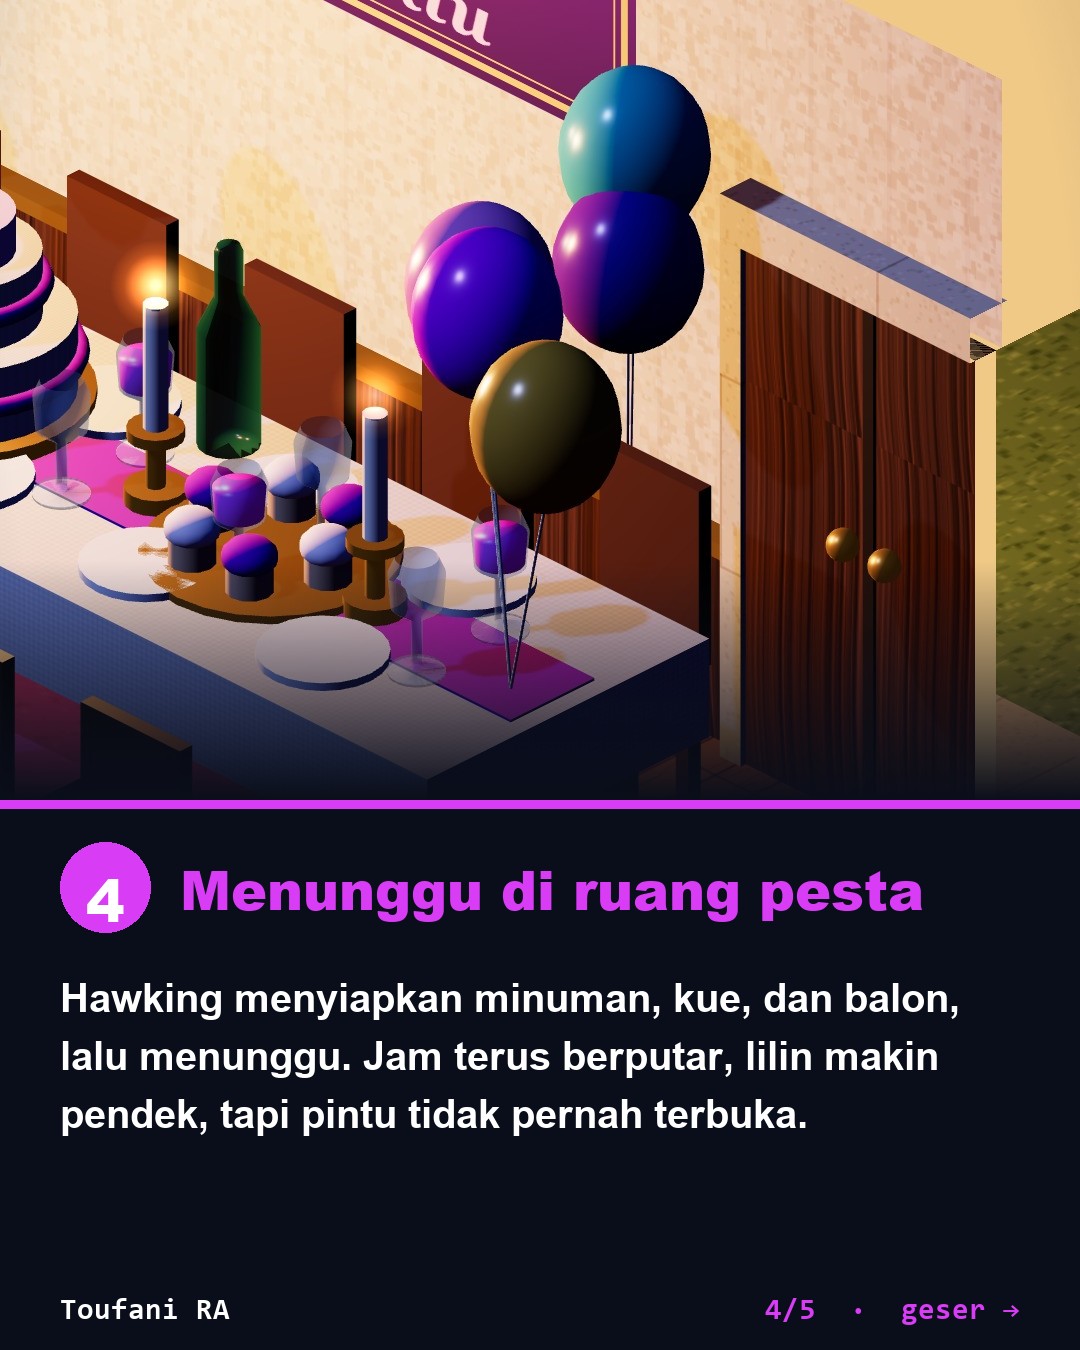 4
Menunggu di ruang pesta
Hawking menyiapkan minuman, kue, dan balon,
lalu menunggu. Jam terus berputar, lilin makin
pendek, tapi pintu tidak pernah terbuka.
Toufani RA
4/5 · geser →